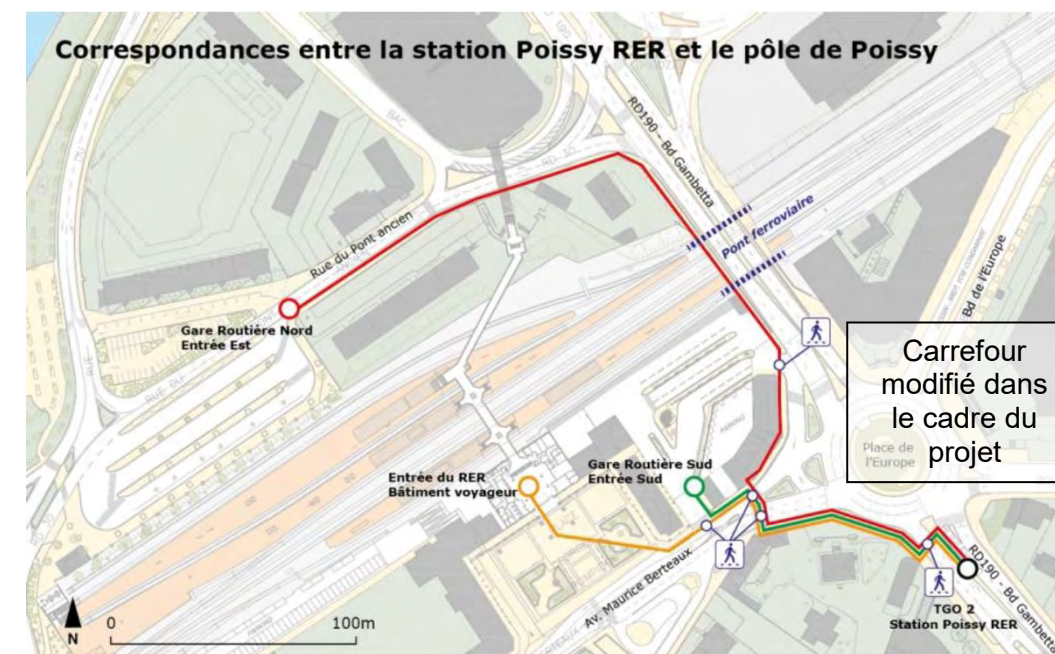 Correspondances entre la station Poissy RER et le pôle de Poissy
RD190 - Bd Gambetta
Rue du Pont ancien
Pont ferroviaire
Bd de l'Europe
Gare Routière Nord
Entrée Est
Carrefour
modifié dans
le cadre du
projet
Place de
l'Europe
PARKING
Entrée du RER
Bâtiment voyageur
Gare Routière Sud
Entrée Sud
Av. Maurice Berteaux
RD190 - Bd Gambetta
TGO 2
Station Poissy RER
N
0
100m